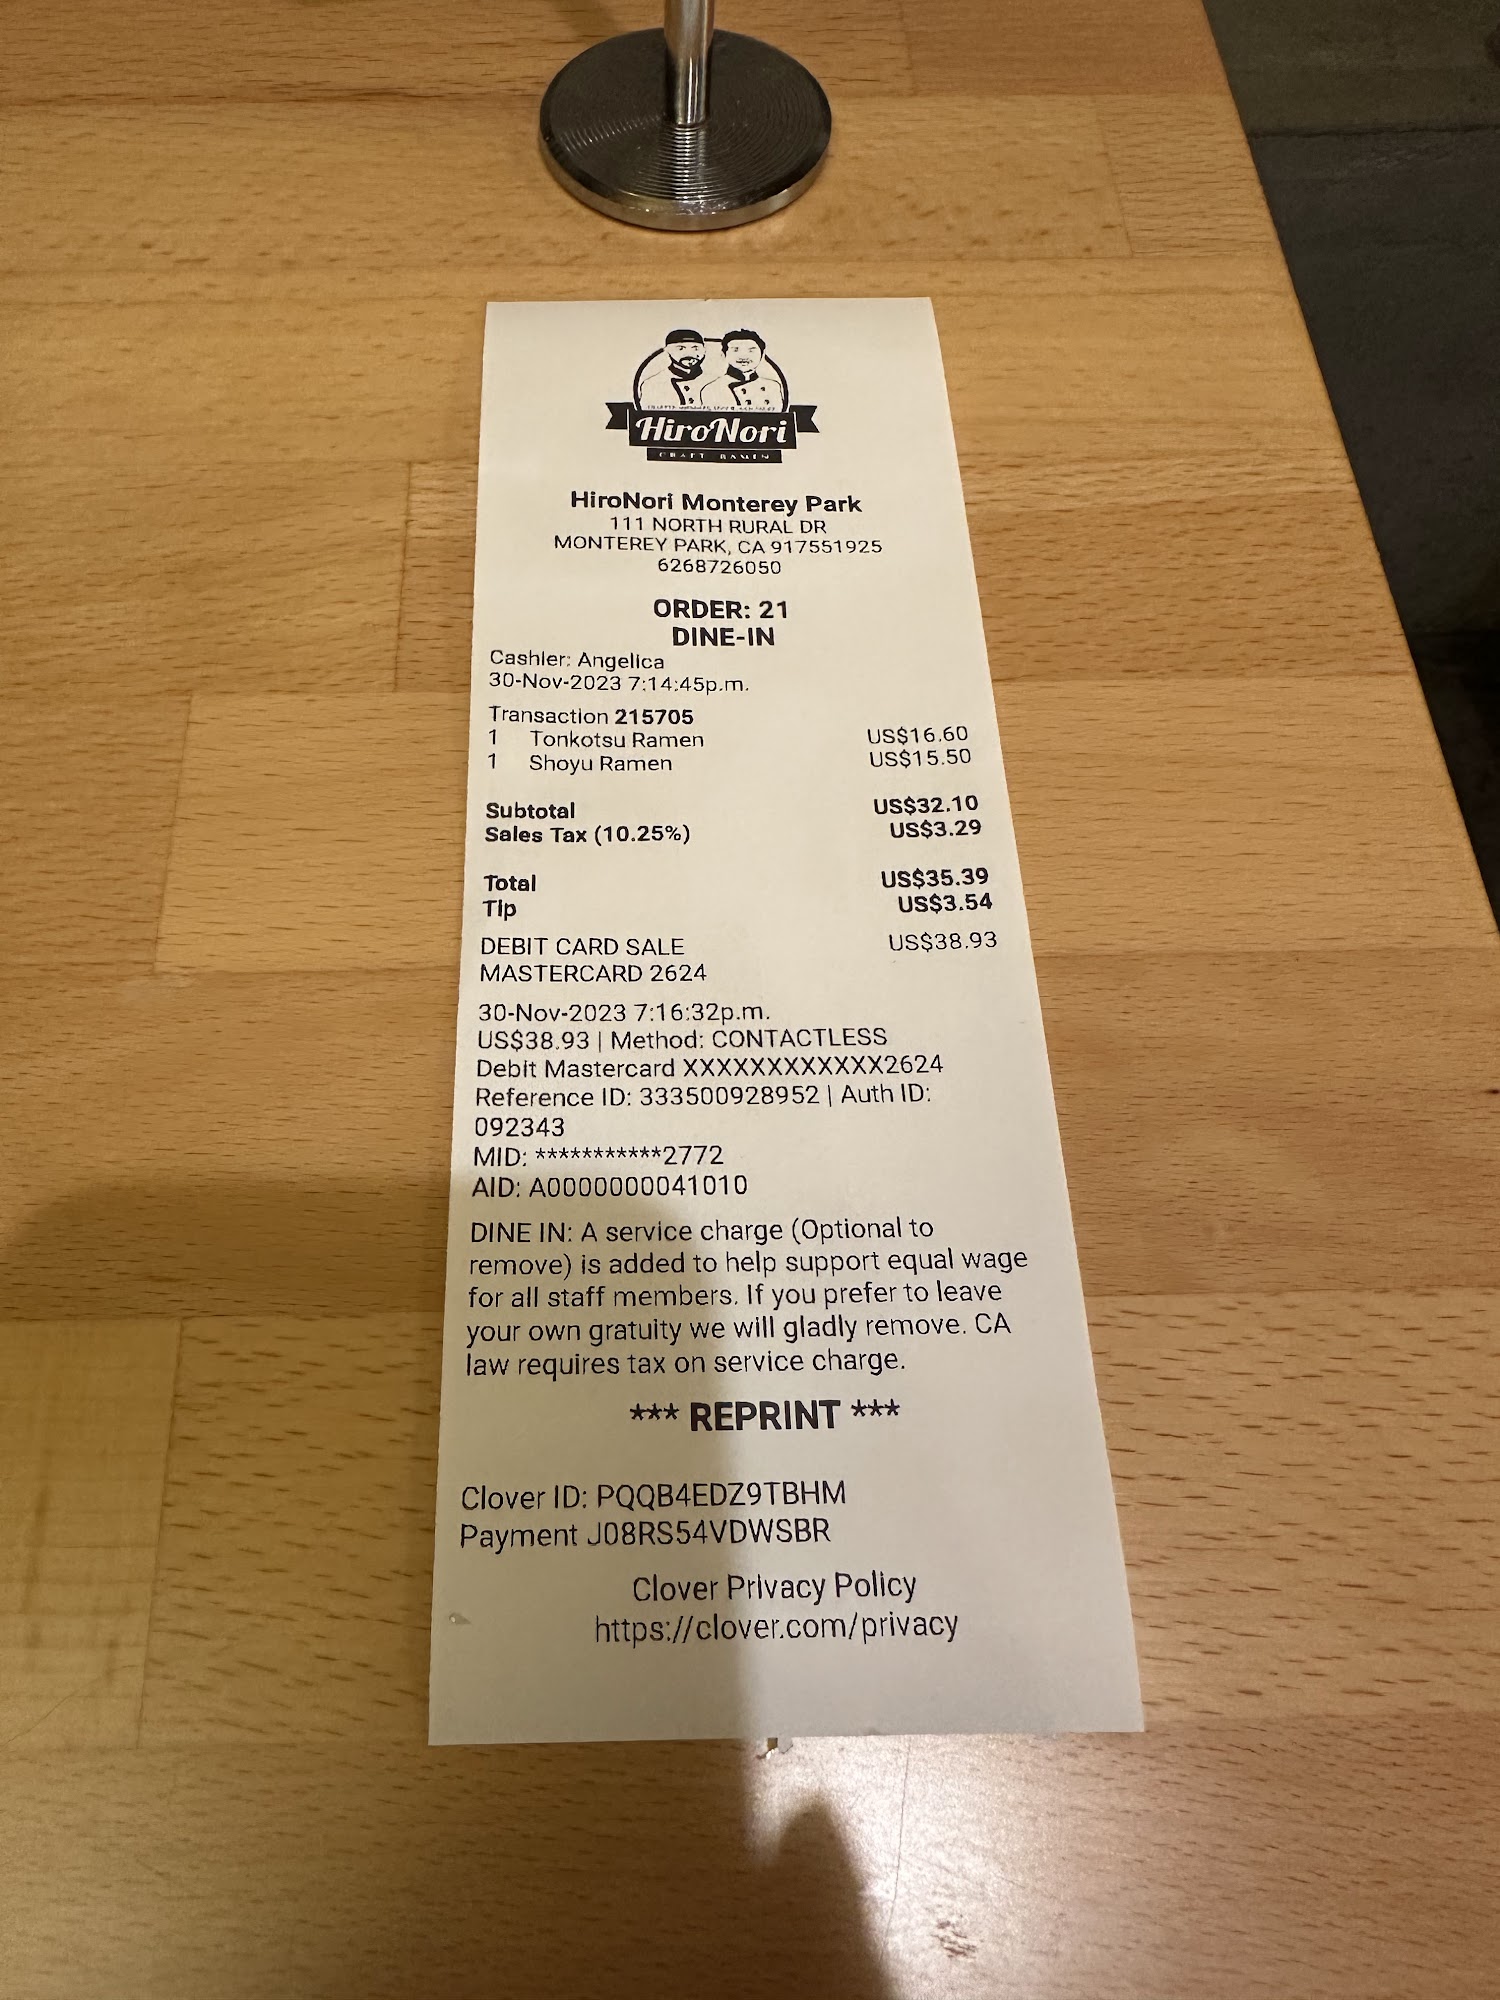 HiroNori
CRAFT RAMEN
HiroNori Monterey Park
111 NORTH RURAL DR
MONTEREY PARK, CA 917551925
6268726050
ORDER: 21
DINE-IN
Cashier: Angelica
30-Nov-2023 7:14:45p.m.
Transaction 215705
1 Tonkotsu Ramen US$16.60
1 Shoyu Ramen US$15.50
Subtotal US$32.10
Sales Tax (10.25%) US$3.29
Total US$35.39
Tip US$3.54
DEBIT CARD SALE US$38.93
MASTERCARD 2624
30-Nov-2023 7:16:32p.m.
US$38.93 | Method: CONTACTLESS
Debit Mastercard XXXXXXXXXXXX2624
Reference ID: 333500928952 | Auth ID:
092343
MID: ***********2772
AID: A0000000041010
DINE IN: A service charge (Optional to
remove) is added to help support equal wage
for all staff members. If you prefer to leave
your own gratuity we will gladly remove. CA
law requires tax on service charge.
*** REPRINT ***
Clover ID: PQQB4EDZ9TBHM
Payment J08RS54VDWSBR
Clover Privacy Policy
https://clover.com/privacy